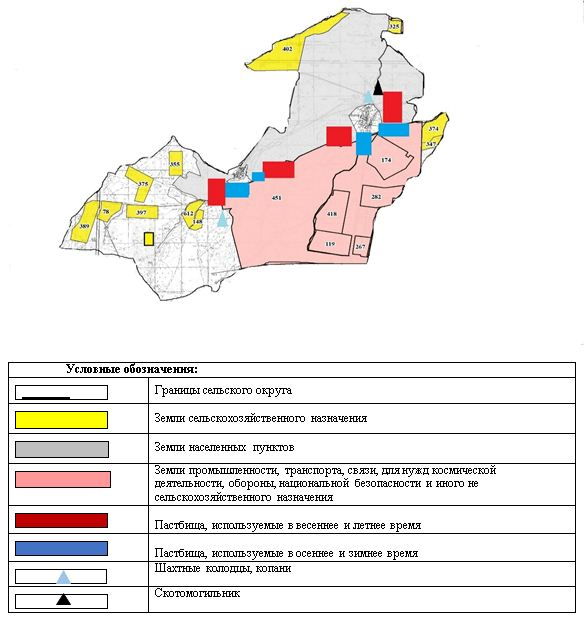 402
325
374
347
174
355
375
282
451
418
612
148
78
397
389
119
267
Условные обозначения:
Границы сельского округа
Земли сельскохозяйственного назначения
Земли населенных пунктов
Земли промышленности, транспорта, связи, для нужд космической
деятельности, обороны, национальной безопасности и иного не
сельскохозяйственного назначения
Пастбища, используемые в весеннее и летнее время
Пастбища, используемые в осеннее и зимнее время
Шахтные колодцы, копани
Скотомогильник